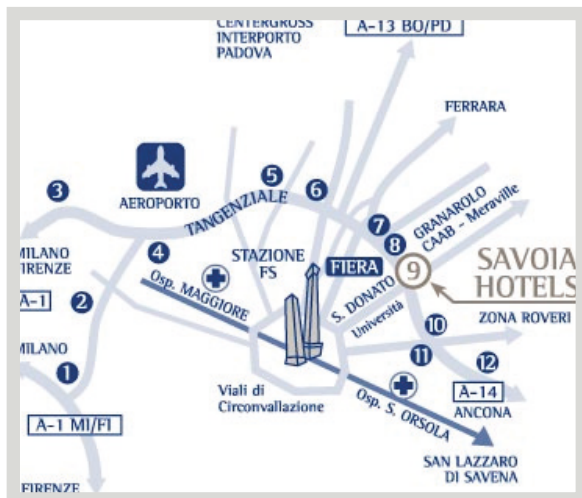 CENTERGROSS
INTERPORTO
PADOVA
A-13 BO/PD
FERRARA
AEROPORTO
3
5
6
TANGENZIALE
7
8
GRANAROLO
CAAB - Meraville
4
STAZIONE
FS
FIERA
S. DONATO
Università
9
SAVOIA
HOTELS
MILANO
FIRENZE
A-1
2
Osp. MAGGIORE
10
ZONA ROVERI
MILANO
1
11
12
A-14
ANCONA
Viali di
Circonvallazione
Osp. S. ORSOLA
A-1 MI/FI
SAN LAZZARO
DI SAVENA
FIRENZE